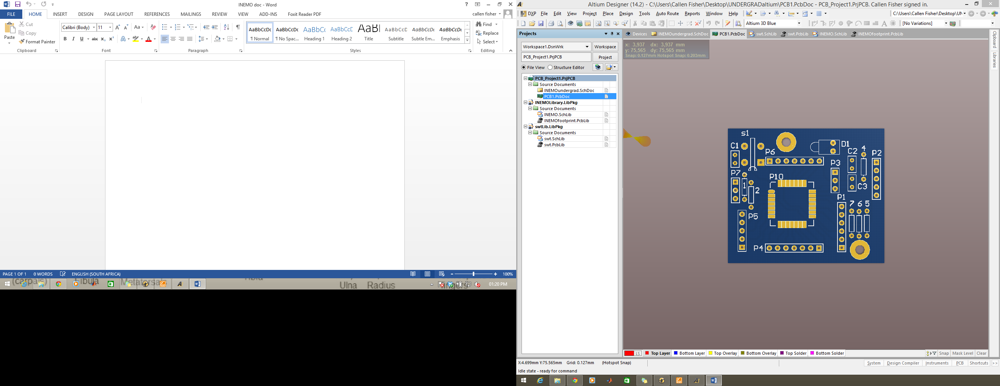 INEMO doc - Word
FILE HOME INSERT DESIGN PAGE LAYOUT REFERENCES MAILINGS REVIEW VIEW ADD-INS Foxit Reader PDF
callen fisher
Paste
Cut
Copy
Format Painter
Clipboard
Calibri (Body) 11
Font
Paragraph
AaBbCcDc AaBbCcDc AaBbCc AaBbCcD AaBl AaBbCcD AaBbCcDc AaBbCcDc
¶ Normal ¶ No Spac... Heading 1 Heading 2 Title Subtitle Subtle Em... Emphasis
Styles
Find
Replace
Select
Editing
PAGE 1 OF 1 0 WORDS ENGLISH (SOUTH AFRICA)
100%
(carpals) Fibula Metatersals
Ulna Radius fingers
01:20 PM
Altium Designer (14.2) - C:\Users\Callen Fisher\Desktop\UNDERGRADaltium\PCB1.PcbDoc - PCB_Project1.PrjPCB. Callen Fisher signed in.
DXP File Edit View Project Place Design Tools Auto Route Reports Window Help
C:\Users\Callen Fisher\Desktop\UN
Altium 3D Blue
[No Variations]
Projects
Workspace1.DsnWrk Workspace
PCB_Project1.PrjPCB Project
File View Structure Editor
PCB_Project1.PrjPCB
Source Documents
INEMOundergrad.SchDoc
PCB1.PcbDoc
INEMOLibrary.LibPkg
Source Documents
INEMO.SchLib
INEMOfootprint.PcbLib
swtLib.LibPkg
Source Documents
swt.SchLib
swt.PcbLib
Devices INEMOundergrad.SchDoc PCB1.PcbDoc swt.SchLib swt.PcbLib INEMO.SchLib INEMOfootprint.PcbLib
x: 3,937 dx: 3,937 mm
y: 75,565 dy: 75,565 mm
Snap: 0.127mm Hotspot Snap: 0.203mm
Clipboard
Libraries
s1
C1
P6
D1
C2
4
P2
P3
P7
P10
1
2
C3
P1
7 6 5
P5
P4
LS Top Layer Bottom Layer Top Overlay Bottom Overlay Top Solder Bottom Solder
Snap Mask Level Clear
X:4.699mm Y:75.565mm Grid: 0.127mm (Hotspot Snap)
System Design Compiler Instruments PCB Shortcuts >>
Idle state - ready for command